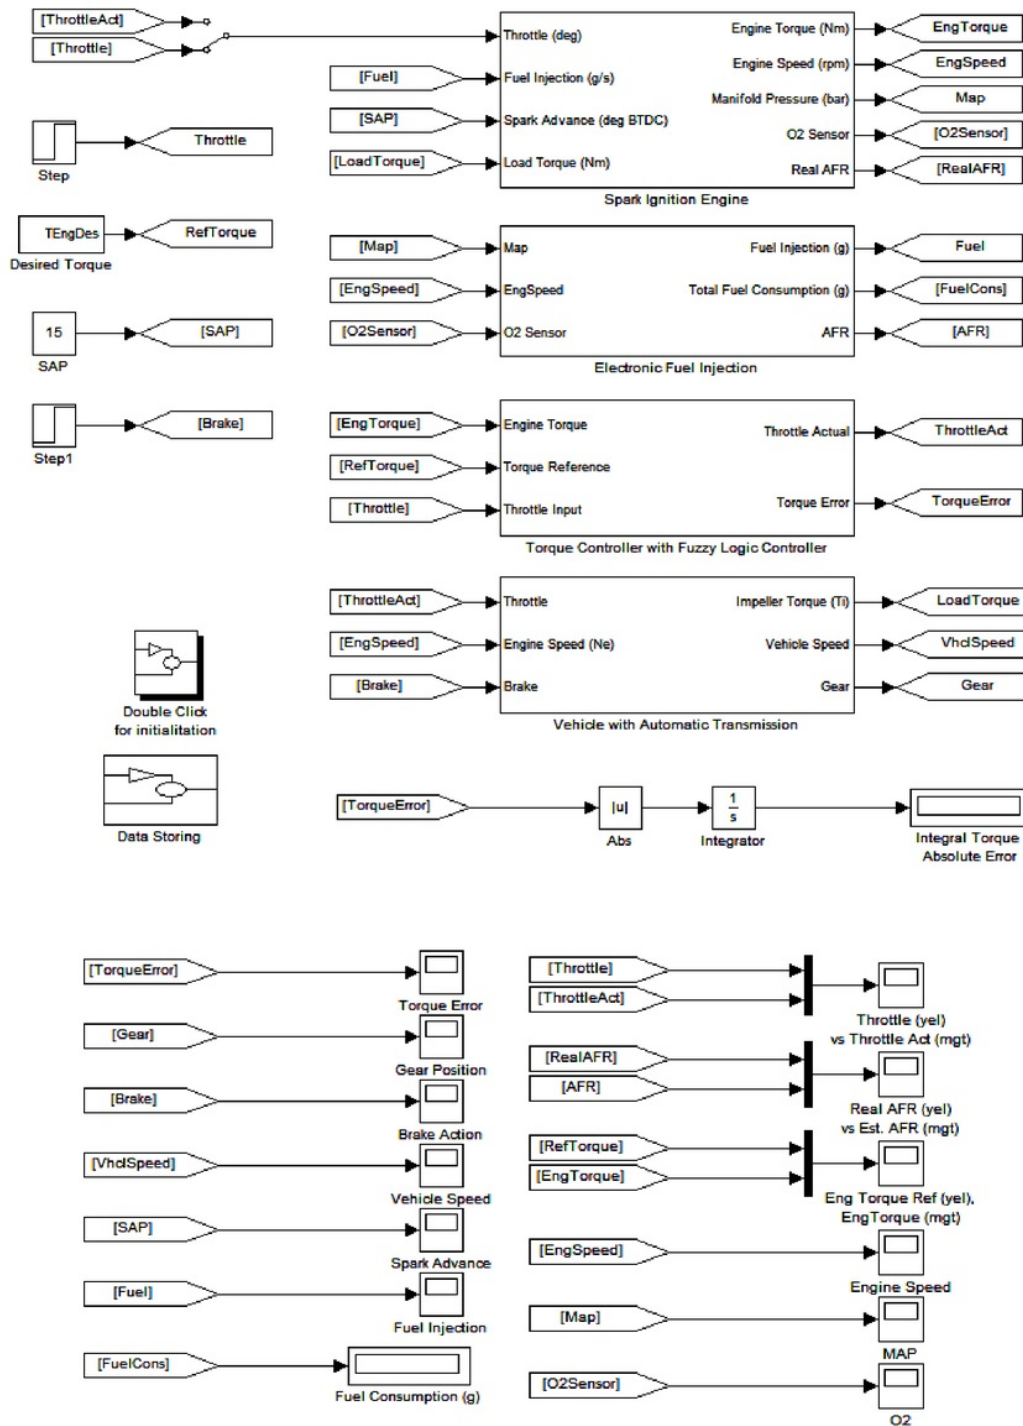 [ThrottleAct]
[Throttle]
Throttle (deg)
[Fuel]
Fuel Injection (g/s)
[SAP]
Spark Advance (deg BTDC)
[LoadTorque]
Load Torque (Nm)
Engine Torque (Nm)
EngTorque
Engine Speed (rpm)
EngSpeed
Manifold Pressure (bar)
Map
O2 Sensor
[O2Sensor]
Real AFR
[RealAFR]
Spark Ignition Engine
Throttle
Step
TEngDes
RefTorque
Desired Torque
15
[SAP]
SAP
[Brake]
Step1
[Map]
Map
[EngSpeed]
EngSpeed
[O2Sensor]
O2 Sensor
Fuel Injection (g)
Fuel
Total Fuel Consumption (g)
[FuelCons]
AFR
[AFR]
Electronic Fuel Injection
[EngTorque]
Engine Torque
[RefTorque]
Torque Reference
[Throttle]
Throttle Input
Throttle Actual
ThrottleAct
Torque Error
TorqueError
Torque Controller with Fuzzy Logic Controller
[ThrottleAct]
Throttle
[EngSpeed]
Engine Speed (Ne)
[Brake]
Brake
Impeller Torque (Ti)
LoadTorque
Vehicle Speed
VhclSpeed
Gear
Gear
Vehicle with Automatic Transmission
Double Click
for initialitation
Data Storing
[TorqueError]
|u|
Abs
1
s
Integrator
Integral Torque
Absolute Error
[TorqueError]
Torque Error
[Gear]
Gear Position
[Brake]
Brake Action
[VhclSpeed]
Vehicle Speed
[SAP]
Spark Advance
[Fuel]
Fuel Injection
[FuelCons]
Fuel Consumption (g)
[Throttle]
[ThrottleAct]
Throttle (yel)
vs Throttle Act (mgt)
[RealAFR]
[AFR]
Real AFR (yel)
vs Est. AFR (mgt)
[RefTorque]
[EngTorque]
Eng Torque Ref (yel),
EngTorque (mgt)
[EngSpeed]
Engine Speed
[Map]
MAP
[O2Sensor]
O2